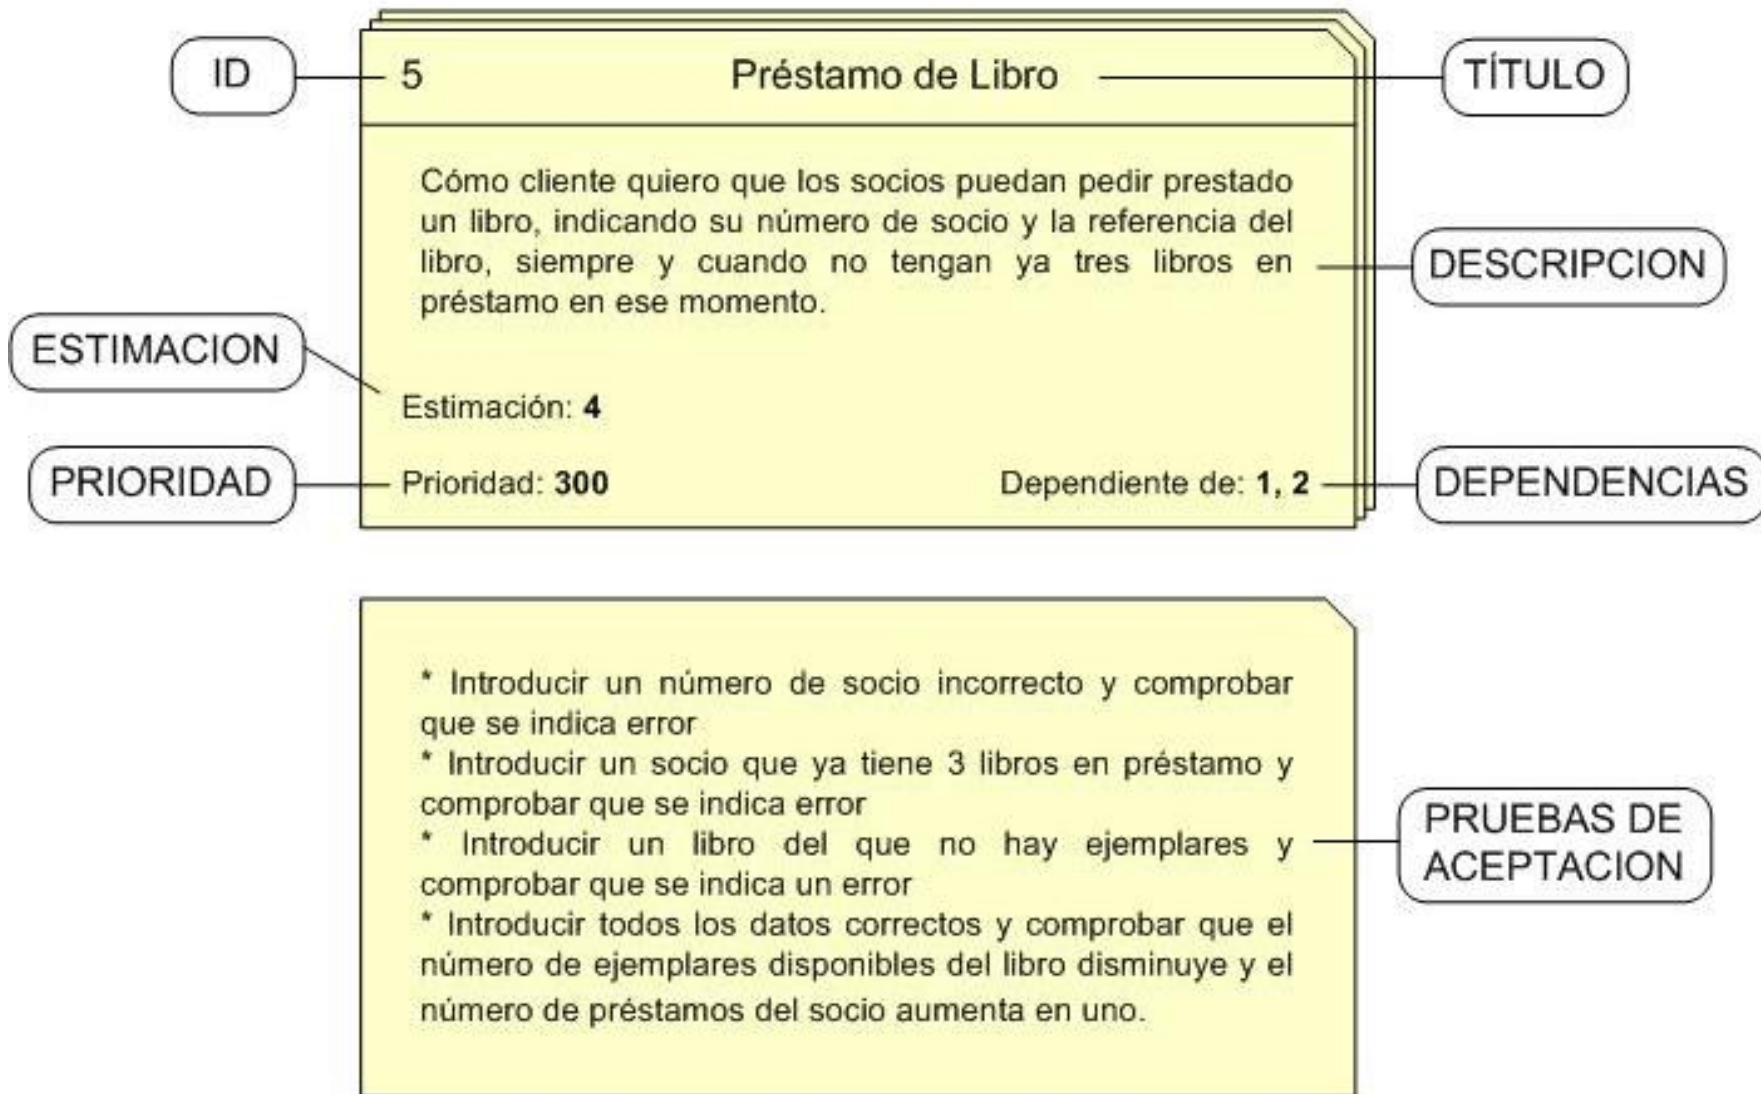 ID
5
Préstamo de Libro
TÍTULO
Cómo cliente quiero que los socios puedan pedir prestado
un libro, indicando su número de socio y la referencia del
libro, siempre y cuando no tengan ya tres libros en
préstamo en ese momento.
DESCRIPCION
ESTIMACION
Estimación: 4
PRIORIDAD
Prioridad: 300
Dependiente de: 1, 2
DEPENDENCIAS
* Introducir un número de socio incorrecto y comprobar
que se indica error
* Introducir un socio que ya tiene 3 libros en préstamo y
comprobar que se indica error
* Introducir un libro del que no hay ejemplares y
comprobar que se indica un error
* Introducir todos los datos correctos y comprobar que el
número de ejemplares disponibles del libro disminuye y el
número de préstamos del socio aumenta en uno.
PRUEBAS DE
ACEPTACION